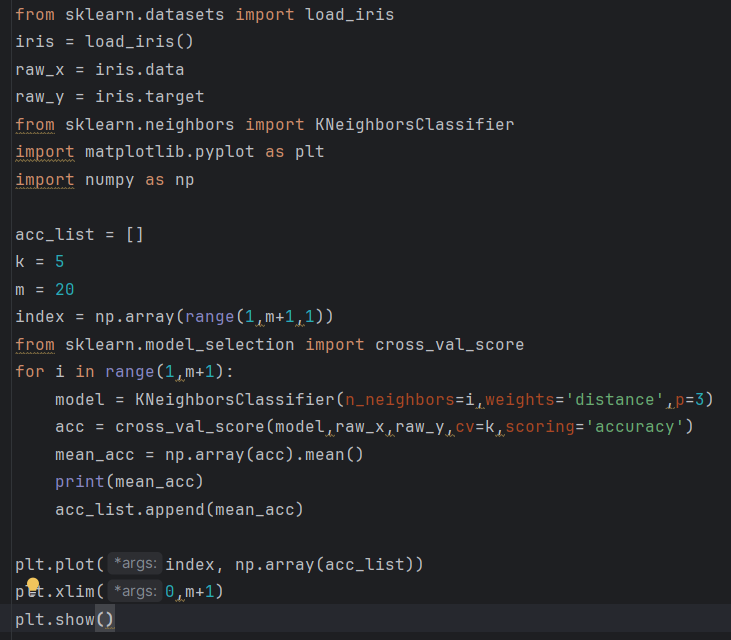 from sklearn.datasets import load_iris
iris = load_iris()
raw_x = iris.data
raw_y = iris.target
from sklearn.neighbors import KNeighborsClassifier
import matplotlib.pyplot as plt
import numpy as np
acc_list = []
k = 5
m = 20
index = np.array(range(1,m+1,1))
from sklearn.model_selection import cross_val_score
for i in range(1,m+1):
    model = KNeighborsClassifier(n_neighbors=i,weights='distance',p=3)
    acc = cross_val_score(model,raw_x,raw_y,cv=k,scoring='accuracy')
    mean_acc = np.array(acc).mean()
    print(mean_acc)
    acc_list.append(mean_acc)
plt.plot( *args: index, np.array(acc_list))
plt.xlim( *args: 0,m+1)
plt.show()